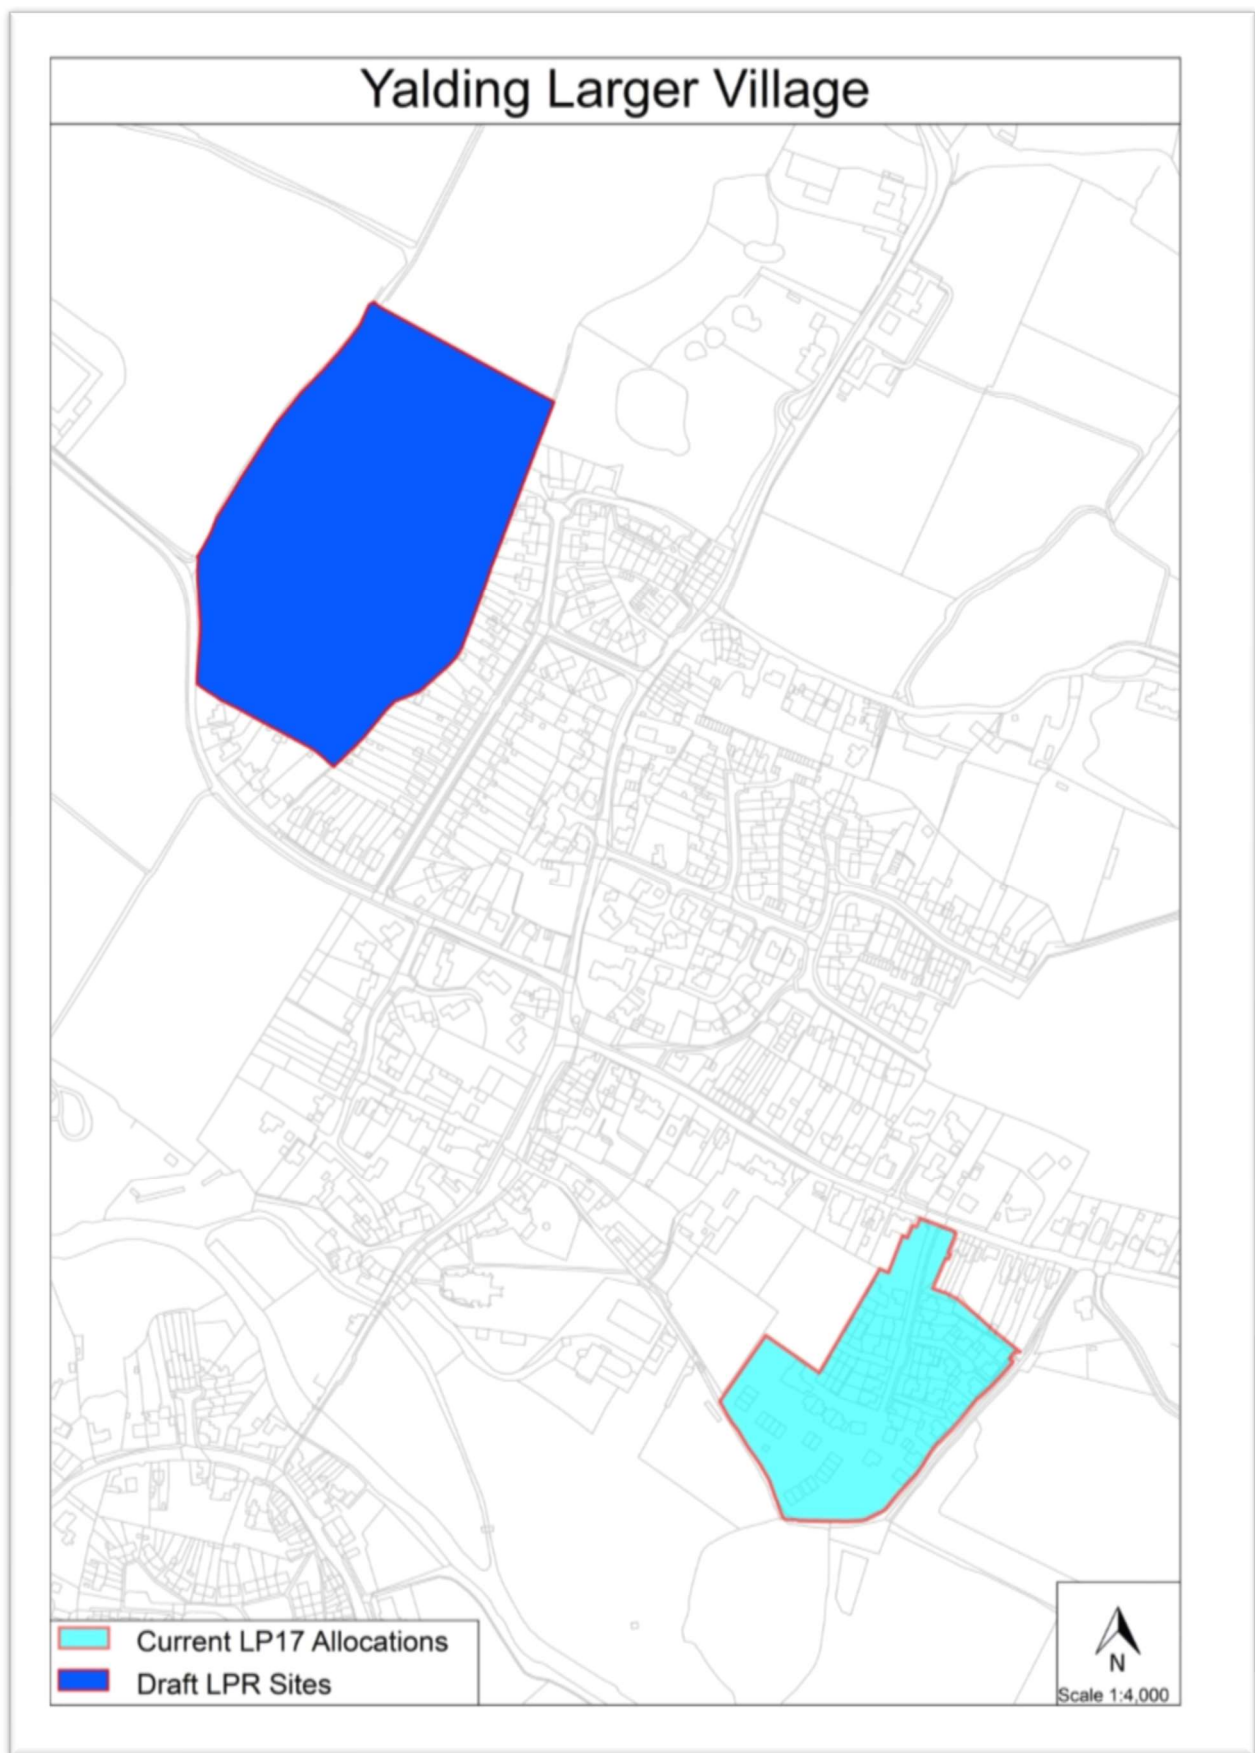 Yalding Larger Village
Current LP17 Allocations
Draft LPR Sites
N
Scale 1:4,000